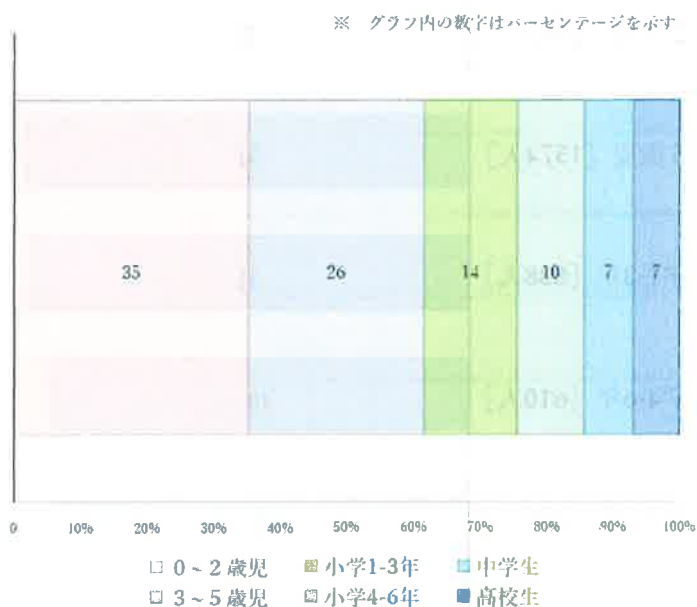 ※ グラフ内の数字はパーセンテージを示す
35 26 14 10 7 7
0 10% 20% 30% 40% 50% 60% 70% 80% 90% 100%
0~2歳児 小学1-3年 中学生
3~5歳児 小学4-6年 高校生